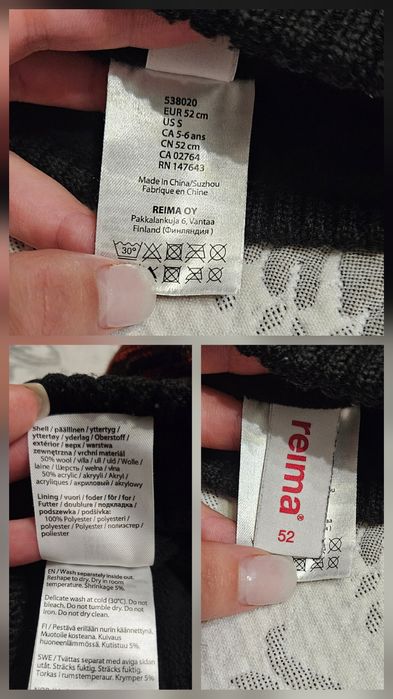 538020
EUR 52 cm
US S
CA 5-6 ans
CN 52 cm
CA 02764
RN 147643
Made in China/Suzhou
Fabriqué en Chine
REIMA OY
Pakkalankuja 6, Vantaa
Finland (Финляндия)
30°
Shell / päällinen / yttertyg /
yttertøy / yderlag / Oberstoff /
extérior / верх / warstwa
zewnętrzna / vrchní materiál
50% wool / villa / ull / uld / Wolle /
laine / Шерсть / wełna / vlna
50% acrylic / akryyli / Akryl /
acryliques / акриловый / akrylowy
Lining / vuori / foder / fôr / for /
Futter / doublure / подкладка /
podszewka / podšívka:
100% Polyester / polyesteri /
polyester / Polyester / полиэстер /
poliester
EN / Wash separately inside out.
Reshape to dry. Dry in room
temperature. Shrinkage 5%.
Delicate wash at cold (30°C). Do not
bleach. Do not tumble dry. Do not
iron. Do not dry clean.
FI / Pestävä erillään nurin käännettynä.
Muotoile kosteana. Kuivaus
huoneenlämmössä. Kutistuu 5%.
SWE / Tvättas separat med aviga sidan
utåt. Sträcks fuktig. Sträcks fuktig.
Torkas i rumstemperaur. Krymper 5%.
reima®
52